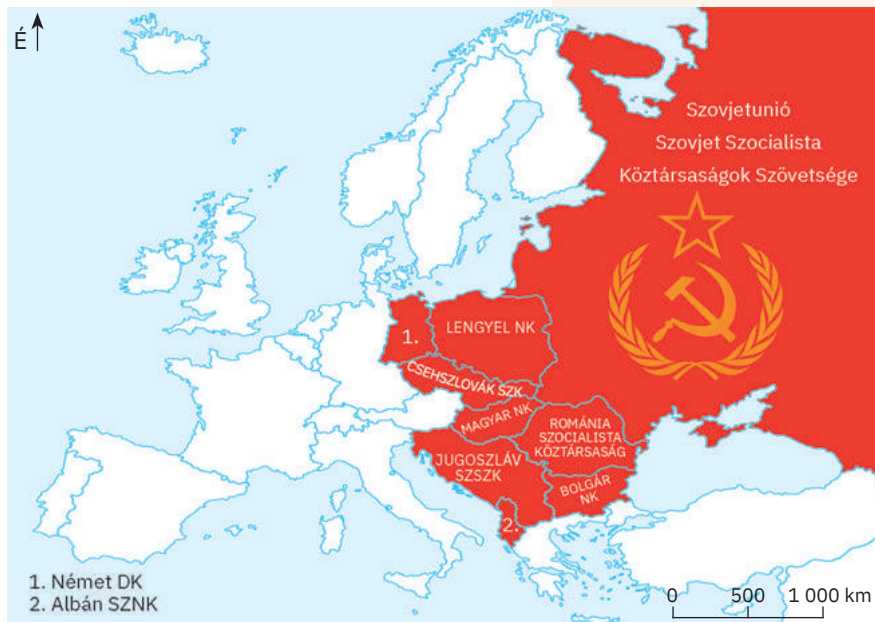 É
Szovjetunió
Szovjet Szocialista
Köztársaságok Szövetsége
1.
LENGYEL NK
CSEHSZLOVÁK SZK
MAGYAR NK
ROMÁNIA
SZOCIALISTA
KÖZTÁRSASÁG
JUGOSZLÁV
SZSZK
BOLGÁR
NK
2.
1. Német DK
2. Albán SZNK
0 500 1 000 km